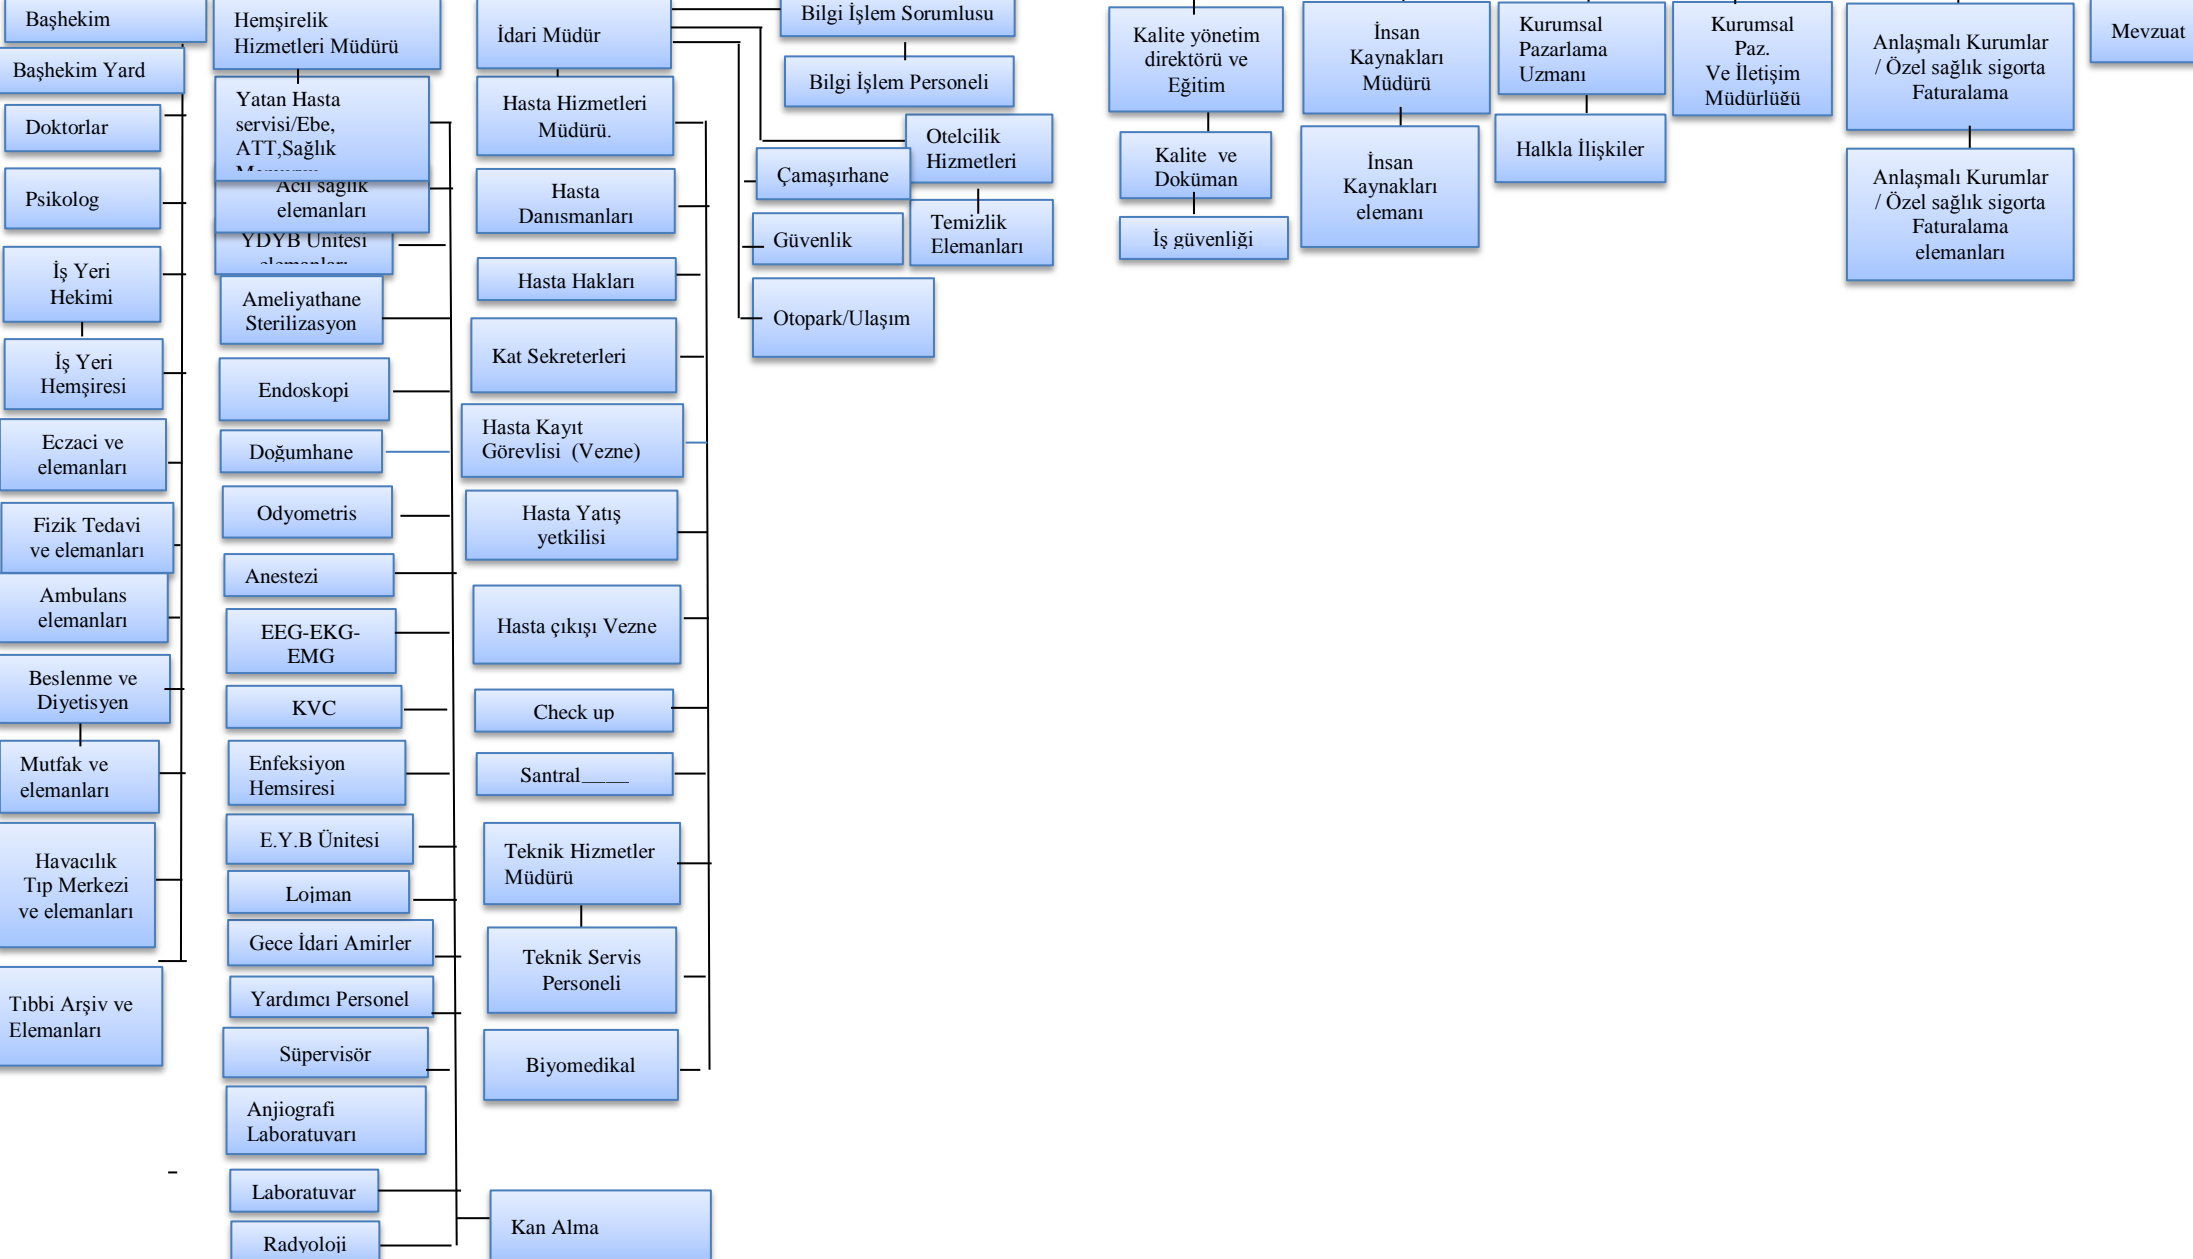 Başhekim
Başhekim Yard
Doktorlar
Psikolog
İş Yeri
Hekimi
İş Yeri
Hemşiresi
Eczaci ve
elemanları
Fizik Tedavi
ve elemanları
Ambulans
elemanları
Beslenme ve
Diyetisyen
Mutfak ve
elemanları
Havacılık
Tıp Merkezi
ve elemanları
Tıbbi Arşiv ve
Elemanları
Hemşirelik
Hizmetleri Müdürü
Yatan Hasta
servisi/Ebe,
ATT,Sağlık
Acil sağlık
elemanları
YDYB Ünitesi
elemanları
Ameliyathane
Sterilizasyon
Endoskopi
Doğumhane
Odyometris
Anestezi
EEG-EKG-
EMG
KVC
Enfeksiyon
Hemsiresi
E.Y.B Ünitesi
Lojman
Gece İdari Amirler
Yardımcı Personel
Süpervisör
Anjiografi
Laboratuvarı
Laboratuvar
Radyoloji
İdari Müdür
Hasta Hizmetleri
Müdürü.
Hasta
Danısmanları
Hasta Hakları
Kat Sekreterleri
Hasta Kayıt
Görevlisi (Vezne)
Hasta Yatış
yetkilisi
Hasta çıkışı Vezne
Check up
Santral____
Teknik Hizmetler
Müdürü
Teknik Servis
Personeli
Biyomedikal
Kan Alma
Bilgi İşlem Sorumlusu
Bilgi İşlem Personeli
Otelcilik
Hizmetleri
Çamaşırhane
Temizlik
Elemanları
Güvenlik
Otopark/Ulaşım
Kalite yönetim
direktörü ve
Eğitim
Kalite ve
Doküman
İş güvenliği
İnsan
Kaynakları
Müdürü
İnsan
Kaynakları
elemanı
Kurumsal
Pazarlama
Uzmanı
Halkla İlişkiler
Kurumsal
Paz.
Ve İletişim
Müdürlüğü
Anlaşmalı Kurumlar
/ Özel sağlık sigorta
Faturalama
Anlaşmalı Kurumlar
/ Özel sağlık sigorta
Faturalama
elemanları
Mevzuat